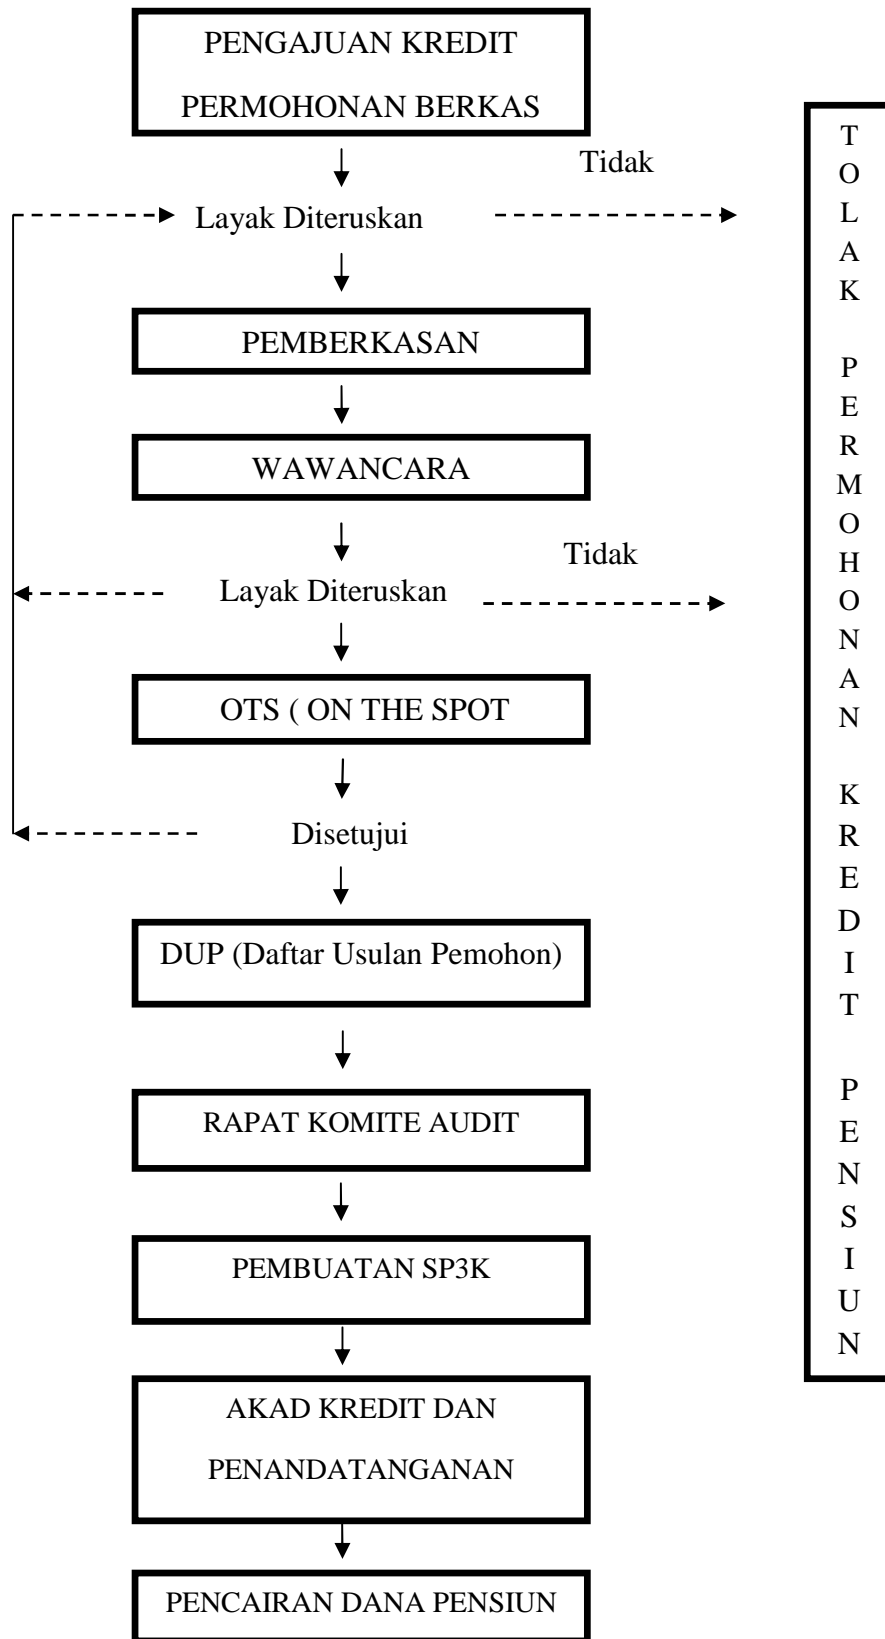 PENGAJUAN KREDIT
PERMOHONAN BERKAS
Tidak
Layak Diteruskan
PEMBERKASAN
WAWANCARA
Tidak
Layak Diteruskan
OTS ( ON THE SPOT
Disetujui
DUP (Daftar Usulan Pemohon)
RAPAT KOMITE AUDIT
PEMBUATAN SP3K
AKAD KREDIT DAN
PENANDATANGANAN
PENCAIRAN DANA PENSIUN
T
O
L
A
K
P
E
R
M
O
H
O
N
A
N
K
R
E
D
I
T
P
E
N
S
I
U
N